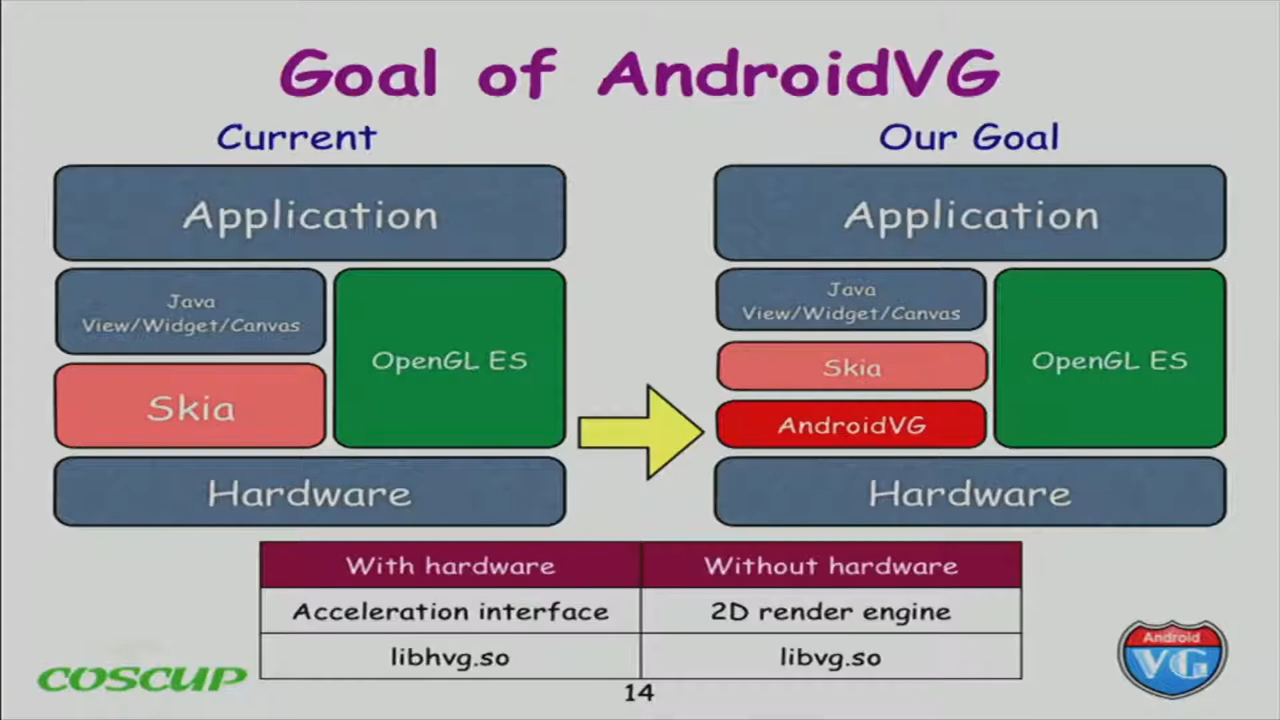 Goal of AndroidVG
Current
Application
Java
View/Widget/Canvas
OpenGL ES
Skia
Hardware
Our Goal
Application
Java
View/Widget/Canvas
OpenGL ES
Skia
AndroidVG
Hardware
With hardware
Without hardware
Acceleration interface
2D render engine
libhvg.so
libvg.so
COSCUP
14
Android
VG